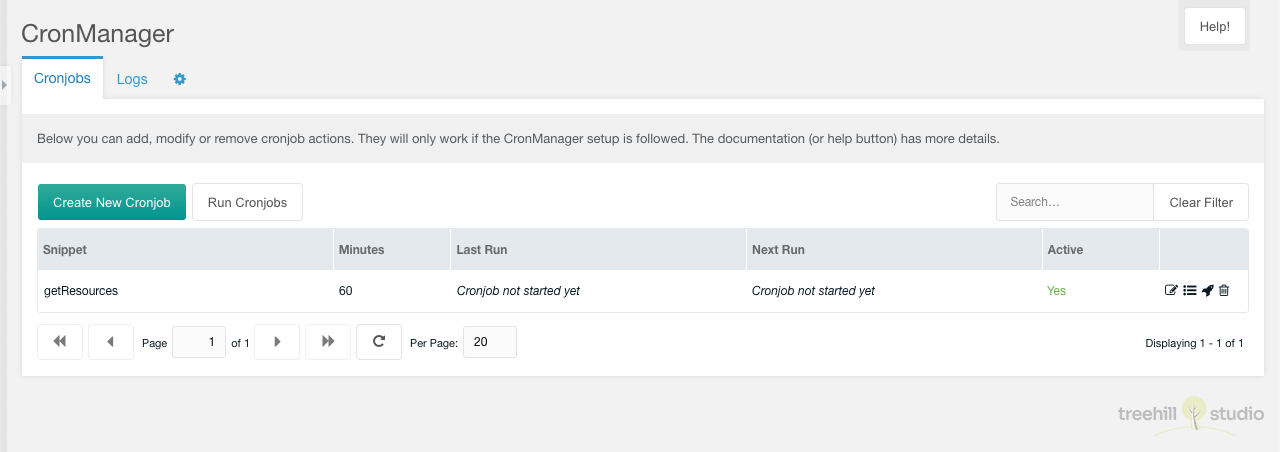 CronManager
Help!
Cronjobs Logs
Below you can add, modify or remove cronjob actions. They will only work if the CronManager setup is followed. The documentation (or help button) has more details.
Create New Cronjob Run Cronjobs Search... Clear Filter
Snippet Minutes Last Run Next Run Active
getResources 60 Cronjob not started yet Cronjob not started yet Yes
Page 1 of 1 Per Page: 20 Displaying 1 - 1 of 1
treehill studio